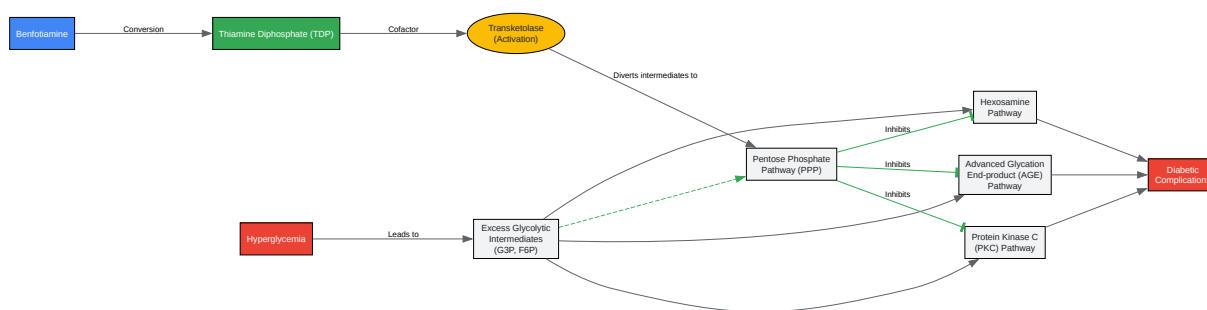 Benfotiamine
Conversion
Thiamine Diphosphate (TDP)
Cofactor
Transketolase
(Activation)
Diverts intermediates to
Hexosamine
Pathway
Inhibits
Pentose Phosphate
Pathway (PPP)
Inhibits
Advanced Glycation
End-product (AGE)
Pathway
Diabetic
Complications
Inhibits
Hyperglycemia
Leads to
Excess Glycolytic
Intermediates
(G3P, F6P)
Protein Kinase C
(PKC) Pathway